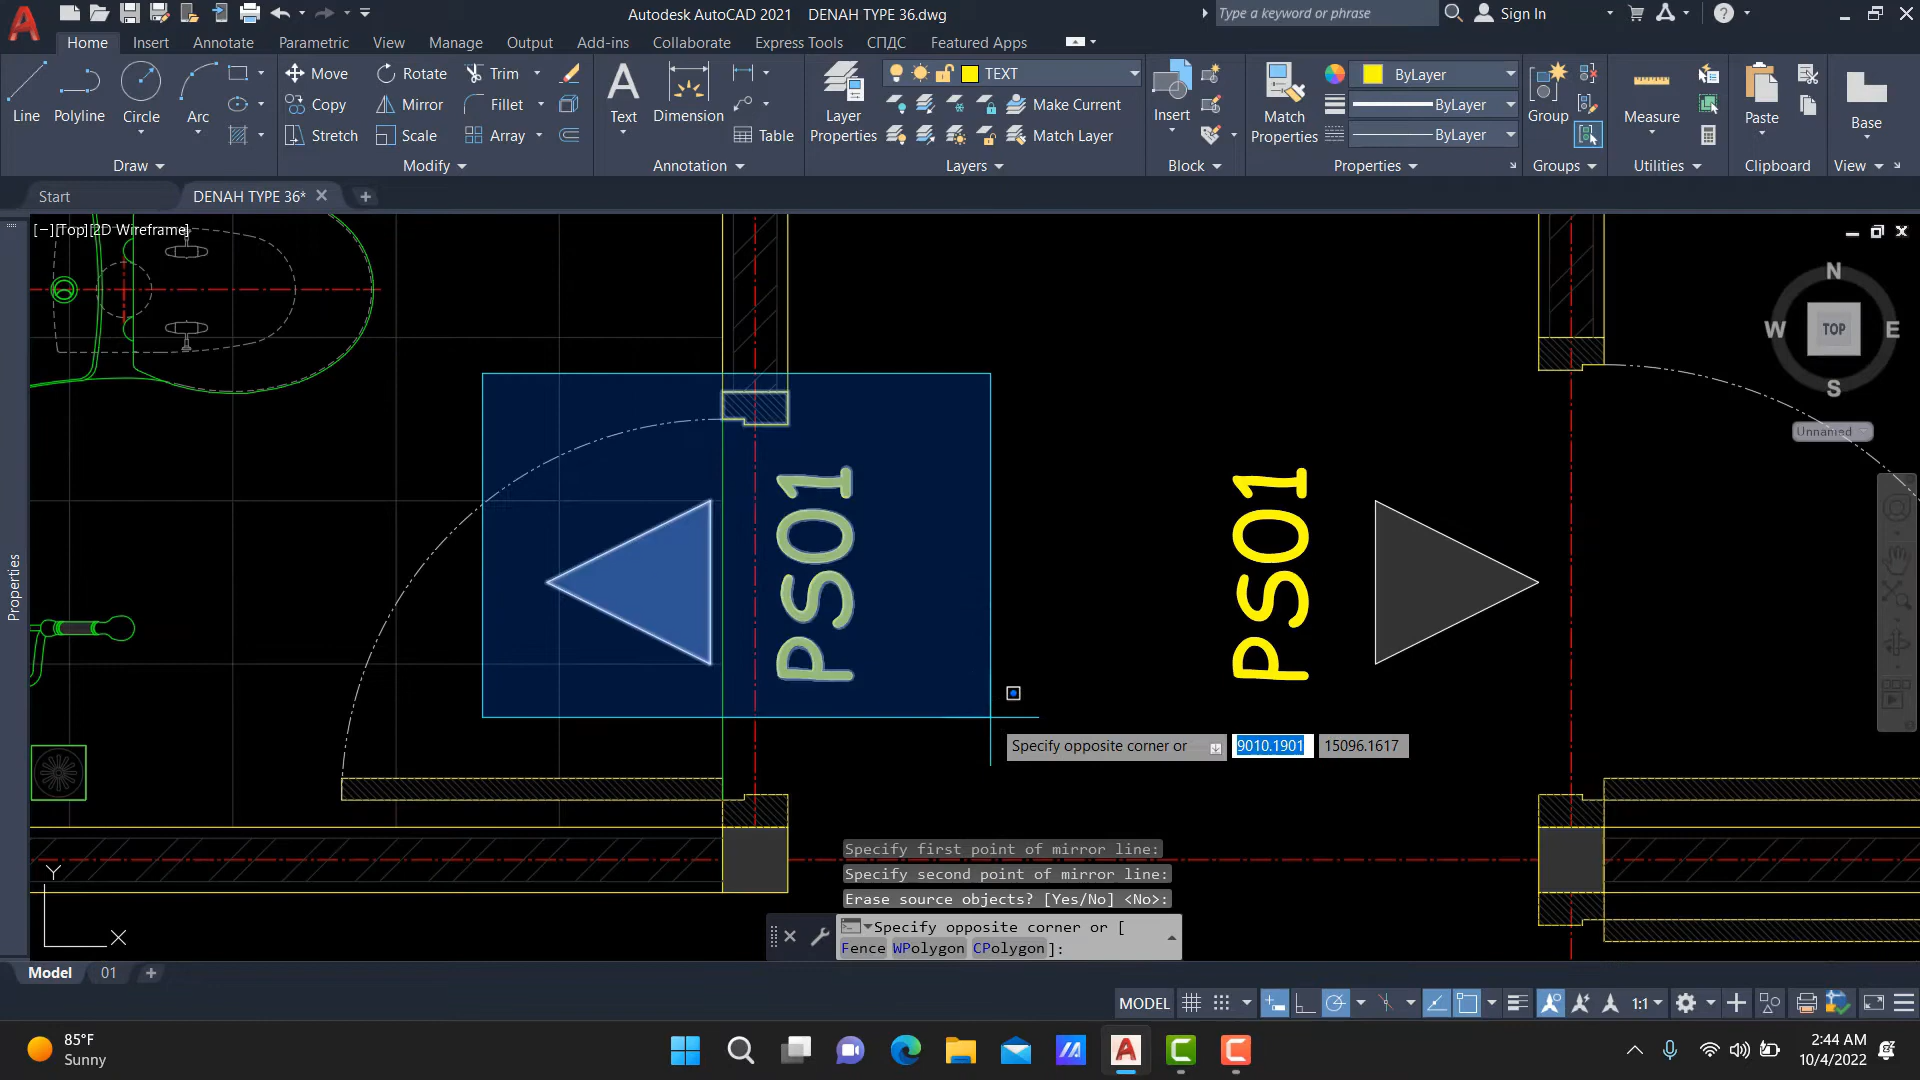 Autodesk AutoCAD 2021 DENAH TYPE 36.dwg
Type a keyword or phrase
Sign In
Home Insert Annotate Parametric View Manage Output Add-ins Collaborate Express Tools СПДС Featured Apps
Line Polyline Circle Arc
Move Rotate Trim
Copy Mirror Fillet
Stretch Scale Array
Text Dimension Table
Layer Properties
TEXT
Make Current
Match Layer
Insert
Match Properties
ByLayer
ByLayer
ByLayer
Group
Measure
Paste
Base
Draw Modify Annotation Layers Block Properties Groups Utilities Clipboard View
Start DENAH TYPE 36*
[−][Top][2D Wireframe]
N
W TOP E
S
Unnamed
Properties
PS01
PS01
Specify opposite corner or 9010.1901 15096.1617
Specify first point of mirror line:
Specify second point of mirror line:
Erase source objects? [Yes/No] <No>:
Specify opposite corner or [
Fence WPolygon CPolygon]:
Y
X
Model 01
MODEL 1:1
85°F
Sunny
2:44 AM
10/4/2022